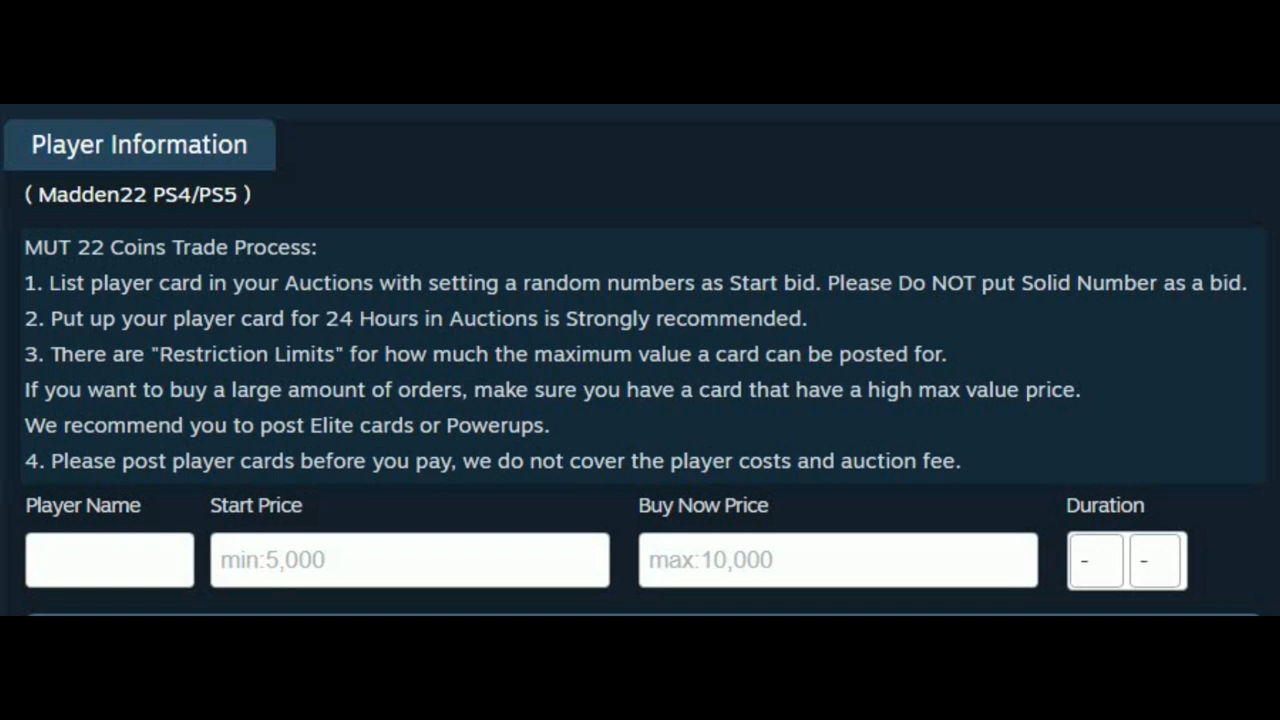 Player Information
( Madden22 PS4/PS5 )
MUT 22 Coins Trade Process:
1. List player card in your Auctions with setting a random numbers as Start bid. Please Do NOT put Solid Number as a bid.
2. Put up your player card for 24 Hours in Auctions is Strongly recommended.
3. There are "Restriction Limits" for how much the maximum value a card can be posted for.
If you want to buy a large amount of orders, make sure you have a card that have a high max value price.
We recommend you to post Elite cards or Powerups.
4. Please post player cards before you pay, we do not cover the player costs and auction fee.
Player Name Start Price Buy Now Price Duration
min:5,000 max:10,000 - -